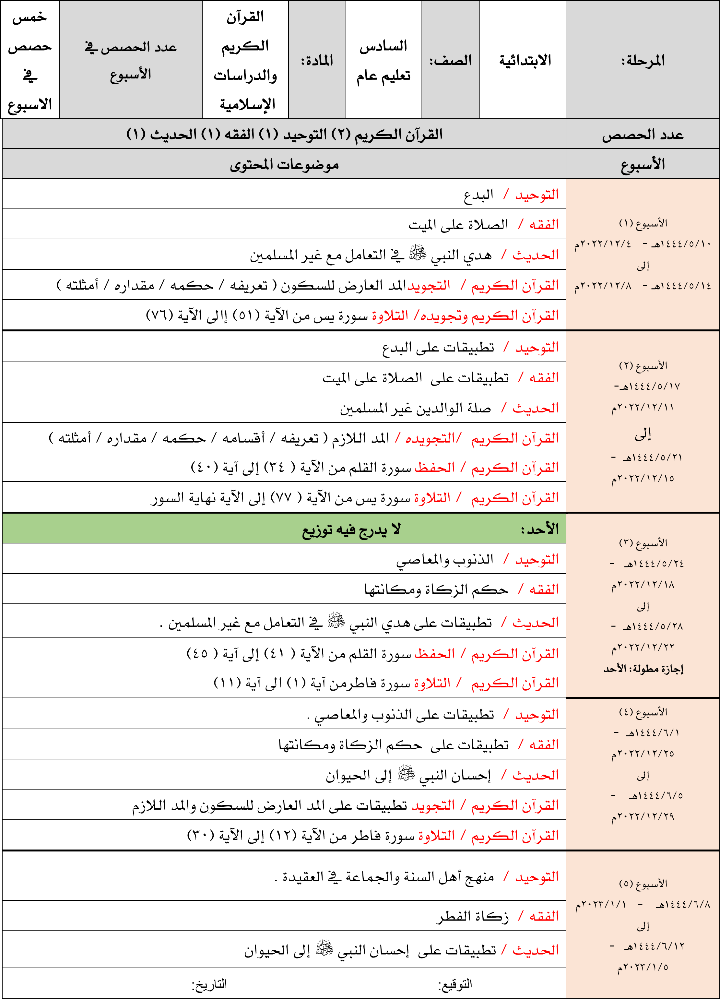 المرحلة:
الابتدائية
الصف:
السادس
تعليم عام
المادة:
القرآن
الكريم
والدراسات
الإسلامية
عدد الحصص في
الأسبوع
خمس
حصص
في
الاسبوع
عدد الحصص
القرآن الكريم (٢) التوحيد (١) الفقه (١) الحديث (١)
الأسبوع
موضوعات المحتوى
الأسبوع (١)
١٤٤٤/٥/١٠هـ - ٢٠٢٢/١٢/٤م
إلى
١٤٤٤/٥/١٤هـ - ٢٠٢٢/١٢/٨م
التوحيد / البدع
الفقه / الصلاة على الميت
الحديث / هدي النبي ﷺ في التعامل مع غير المسلمين
القرآن الكريم / التجويدالمد العارض للسكون ( تعريفه / حكمه / مقداره / أمثلته )
القرآن الكريم وتجويده/ التلاوة سورة يس من الآية (٥١) إالى الآية (٧٦)
الأسبوع (٢)
١٤٤٤/٥/١٧هـ-
٢٠٢٢/١٢/١١م
إلى
١٤٤٤/٥/٢١هـ -
٢٠٢٢/١٢/١٥م
التوحيد / تطبيقات على البدع
الفقه / تطبيقات على الصلاة على الميت
الحديث / صلة الوالدين غير المسلمين
القرآن الكريم /التجويده / المد اللازم ( تعريفه / أقسامه / حكمه / مقداره / أمثلته )
القرآن الكريم / الحفظ سورة القلم من الآية ( ٣٤) إلى آية (٤٠)
القرآن الكريم / التلاوة سورة يس من الآية ( ٧٧) إلى الآية نهاية السور
الأسبوع (٣)
١٤٤٤/٥/٢٤هـ -
٢٠٢٢/١٢/١٨م
إلى
١٤٤٤/٥/٢٨هـ -
٢٠٢٢/١٢/٢٢م
إجازة مطولة: الأحد
الأحد: لا يدرج فيه توزيع
التوحيد / الذنوب والمعاصي
الفقه / حكم الزكاة ومكانتها
الحديث / تطبيقات على هدي النبي ﷺ في التعامل مع غير المسلمين .
القرآن الكريم / الحفظ سورة القلم من الآية ( ٤١) إلى آية ( ٤٥)
القرآن الكريم / التلاوة سورة فاطرمن آية (١) الى آية (١١)
الأسبوع (٤)
١٤٤٤/٦/١هـ -
٢٠٢٢/١٢/٢٥م
إلى
١٤٤٤/٦/٥هـ -
٢٠٢٢/١٢/٢٩م
التوحيد / تطبيقات على الذنوب والمعاصي .
الفقه / تطبيقات على حكم الزكاة ومكانتها
الحديث / إحسان النبي ﷺ إلى الحيوان
القرآن الكريم / التجويد تطبيقات على المد العارض للسكون والمد اللازم
القرآن الكريم / التلاوة سورة فاطر من الآية (١٢) إلى الآية (٣٠)
الأسبوع (٥)
١٤٤٤/٦/٨هـ - ٢٠٢٣/١/١م
إلى
١٤٤٤/٦/١٢هـ -
٢٠٢٣/١/٥م
التوحيد / منهج أهل السنة والجماعة في العقيدة .
الفقه / زكاة الفطر
الحديث / تطبيقات على إحسان النبي ﷺ إلى الحيوان
التوقيع: التاريخ: